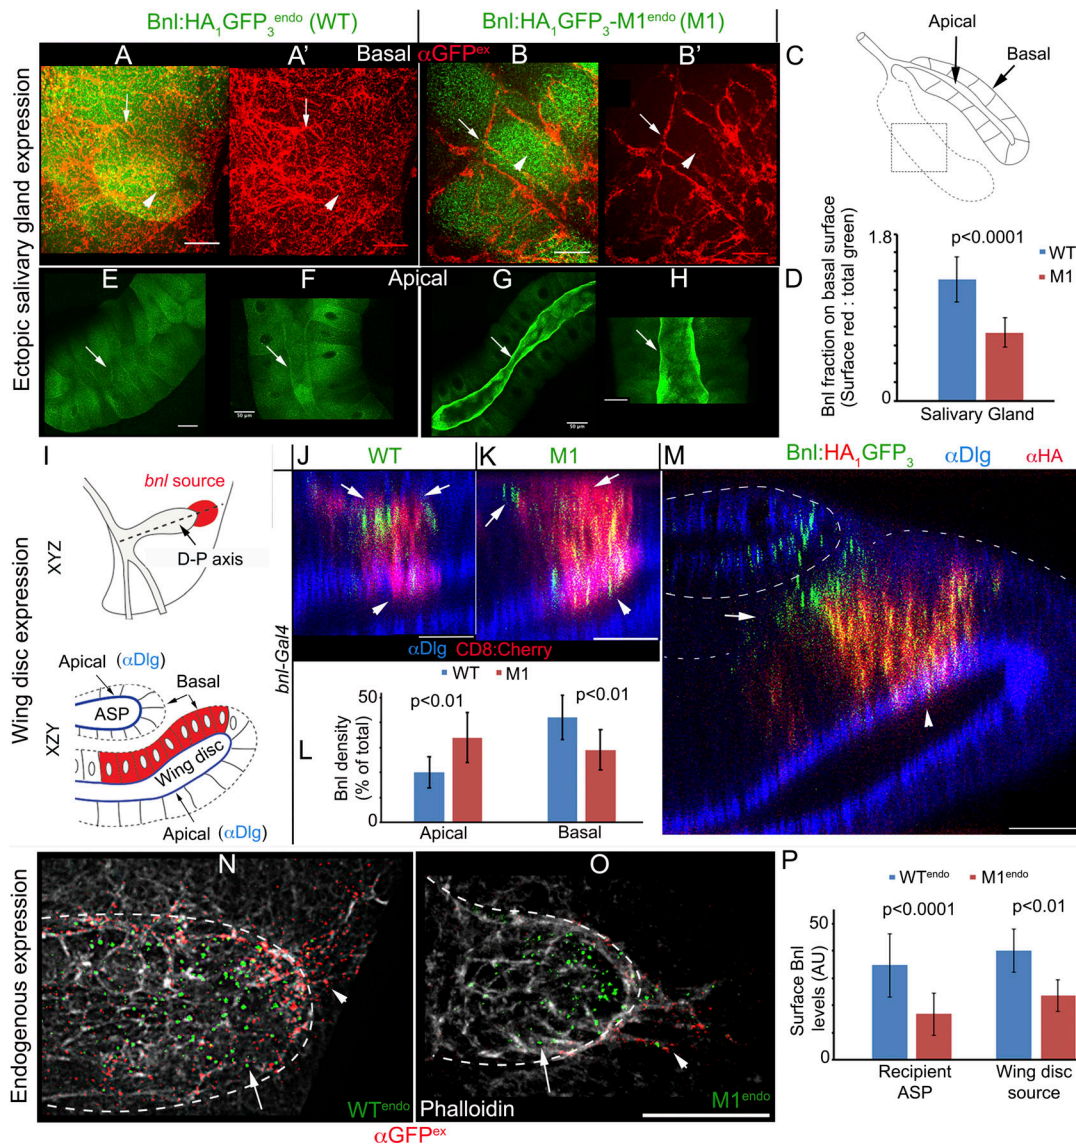 Bnl:HA₁GFP₃ᵉⁿᵈᵒ (WT)
Bnl:HA₁GFP₃-M1ᵉⁿᵈᵒ (M1)
Ectopic salivary gland expression
A
A'
Basal
αGFPᵉˣ
B
B'
C
Apical
Basal
E
F
Apical
G
H
50 µm
50 µm
D
Bnl fraction on basal surface
(Surface red : total green)
1.8
0
p<0.0001
WT
M1
Salivary Gland
Wing disc expression
I
XYZ
bnl source
D-P axis
XZY
Apical (αDlg)
Basal
ASP
Wing disc
Apical (αDlg)
bnl-Gal4
J
WT
K
M1
αDlg CD8:Cherry
L
WT
M1
Bnl density
(% of total)
50
0
p<0.01
p<0.01
Apical
Basal
M
Bnl:HA₁GFP₃
αDlg
αHA
Endogenous expression
N
WTᵉⁿᵈᵒ
O
Phalloidin
M1ᵉⁿᵈᵒ
αGFPᵉˣ
P
WTᵉⁿᵈᵒ
M1ᵉⁿᵈᵒ
Surface Bnl
levels (AU)
50
0
p<0.0001
p<0.01
Recipient
ASP
Wing disc
source